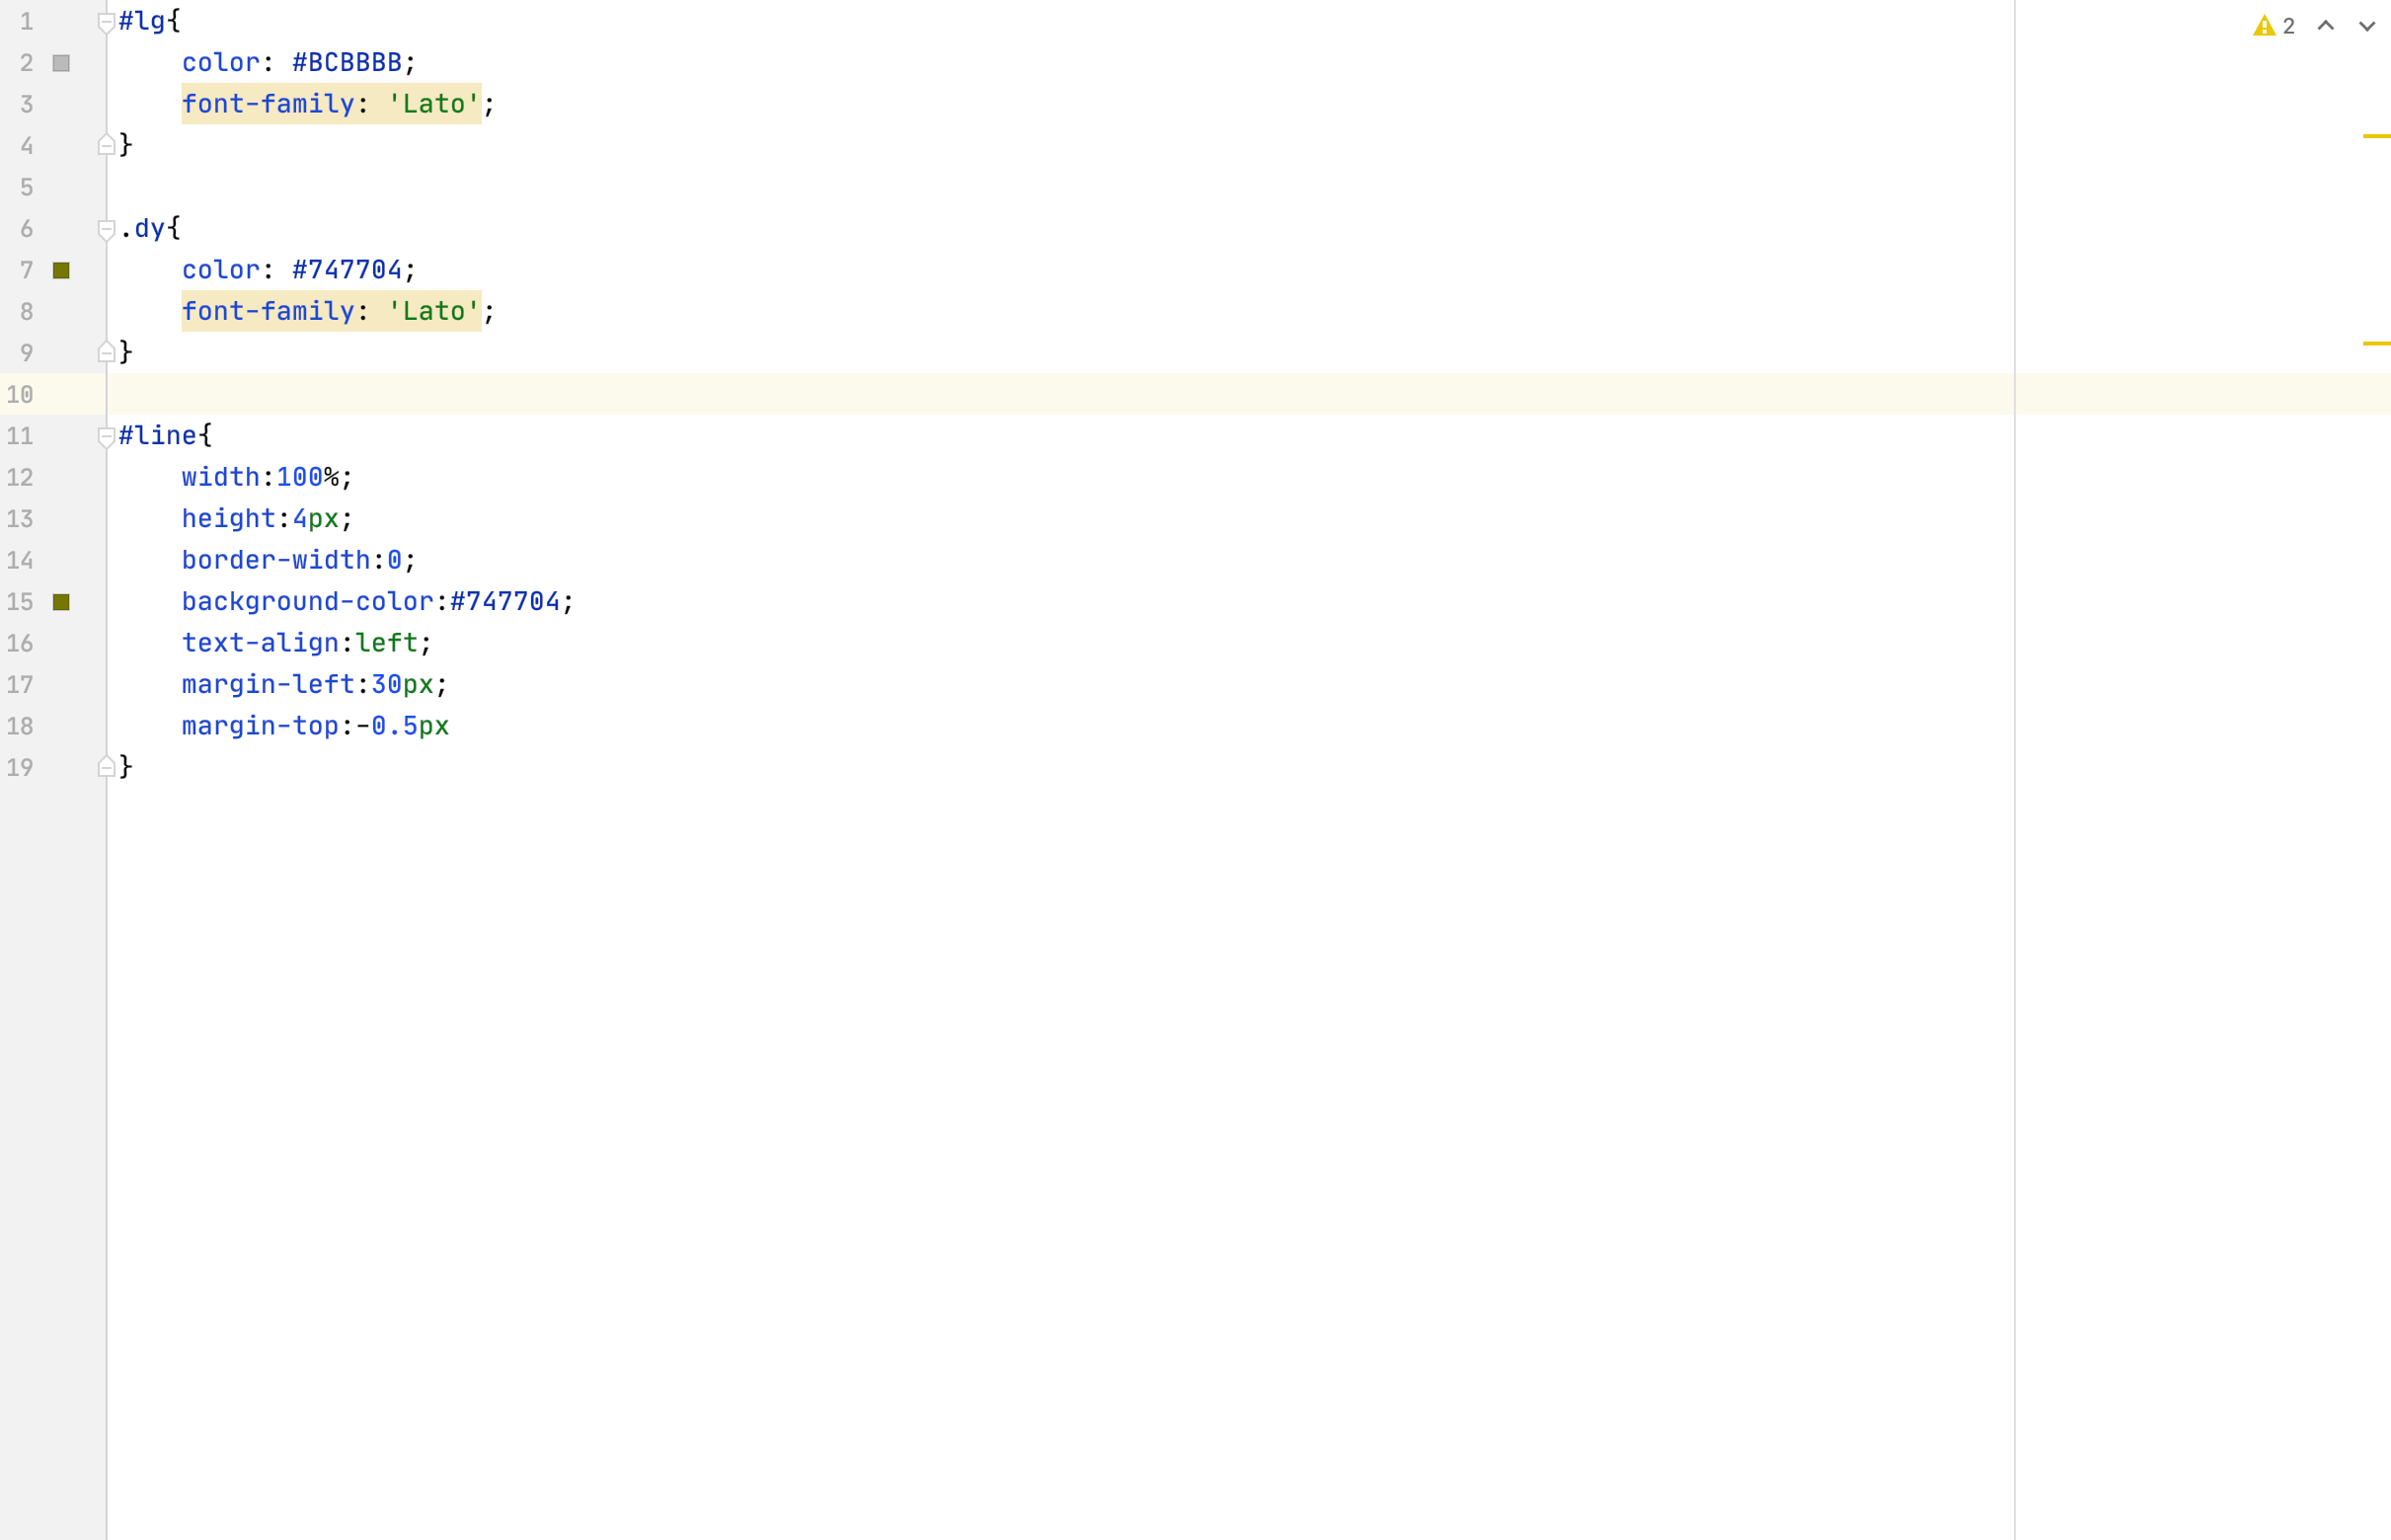 2
1 #lg{
2     color: #BCBBBB;
3     font-family: 'Lato';
4 }
5
6 .dy{
7     color: #747704;
8     font-family: 'Lato';
9 }
10
11 #line{
12     width:100%;
13     height:4px;
14     border-width:0;
15     background-color:#747704;
16     text-align:left;
17     margin-left:30px;
18     margin-top:-0.5px
19 }